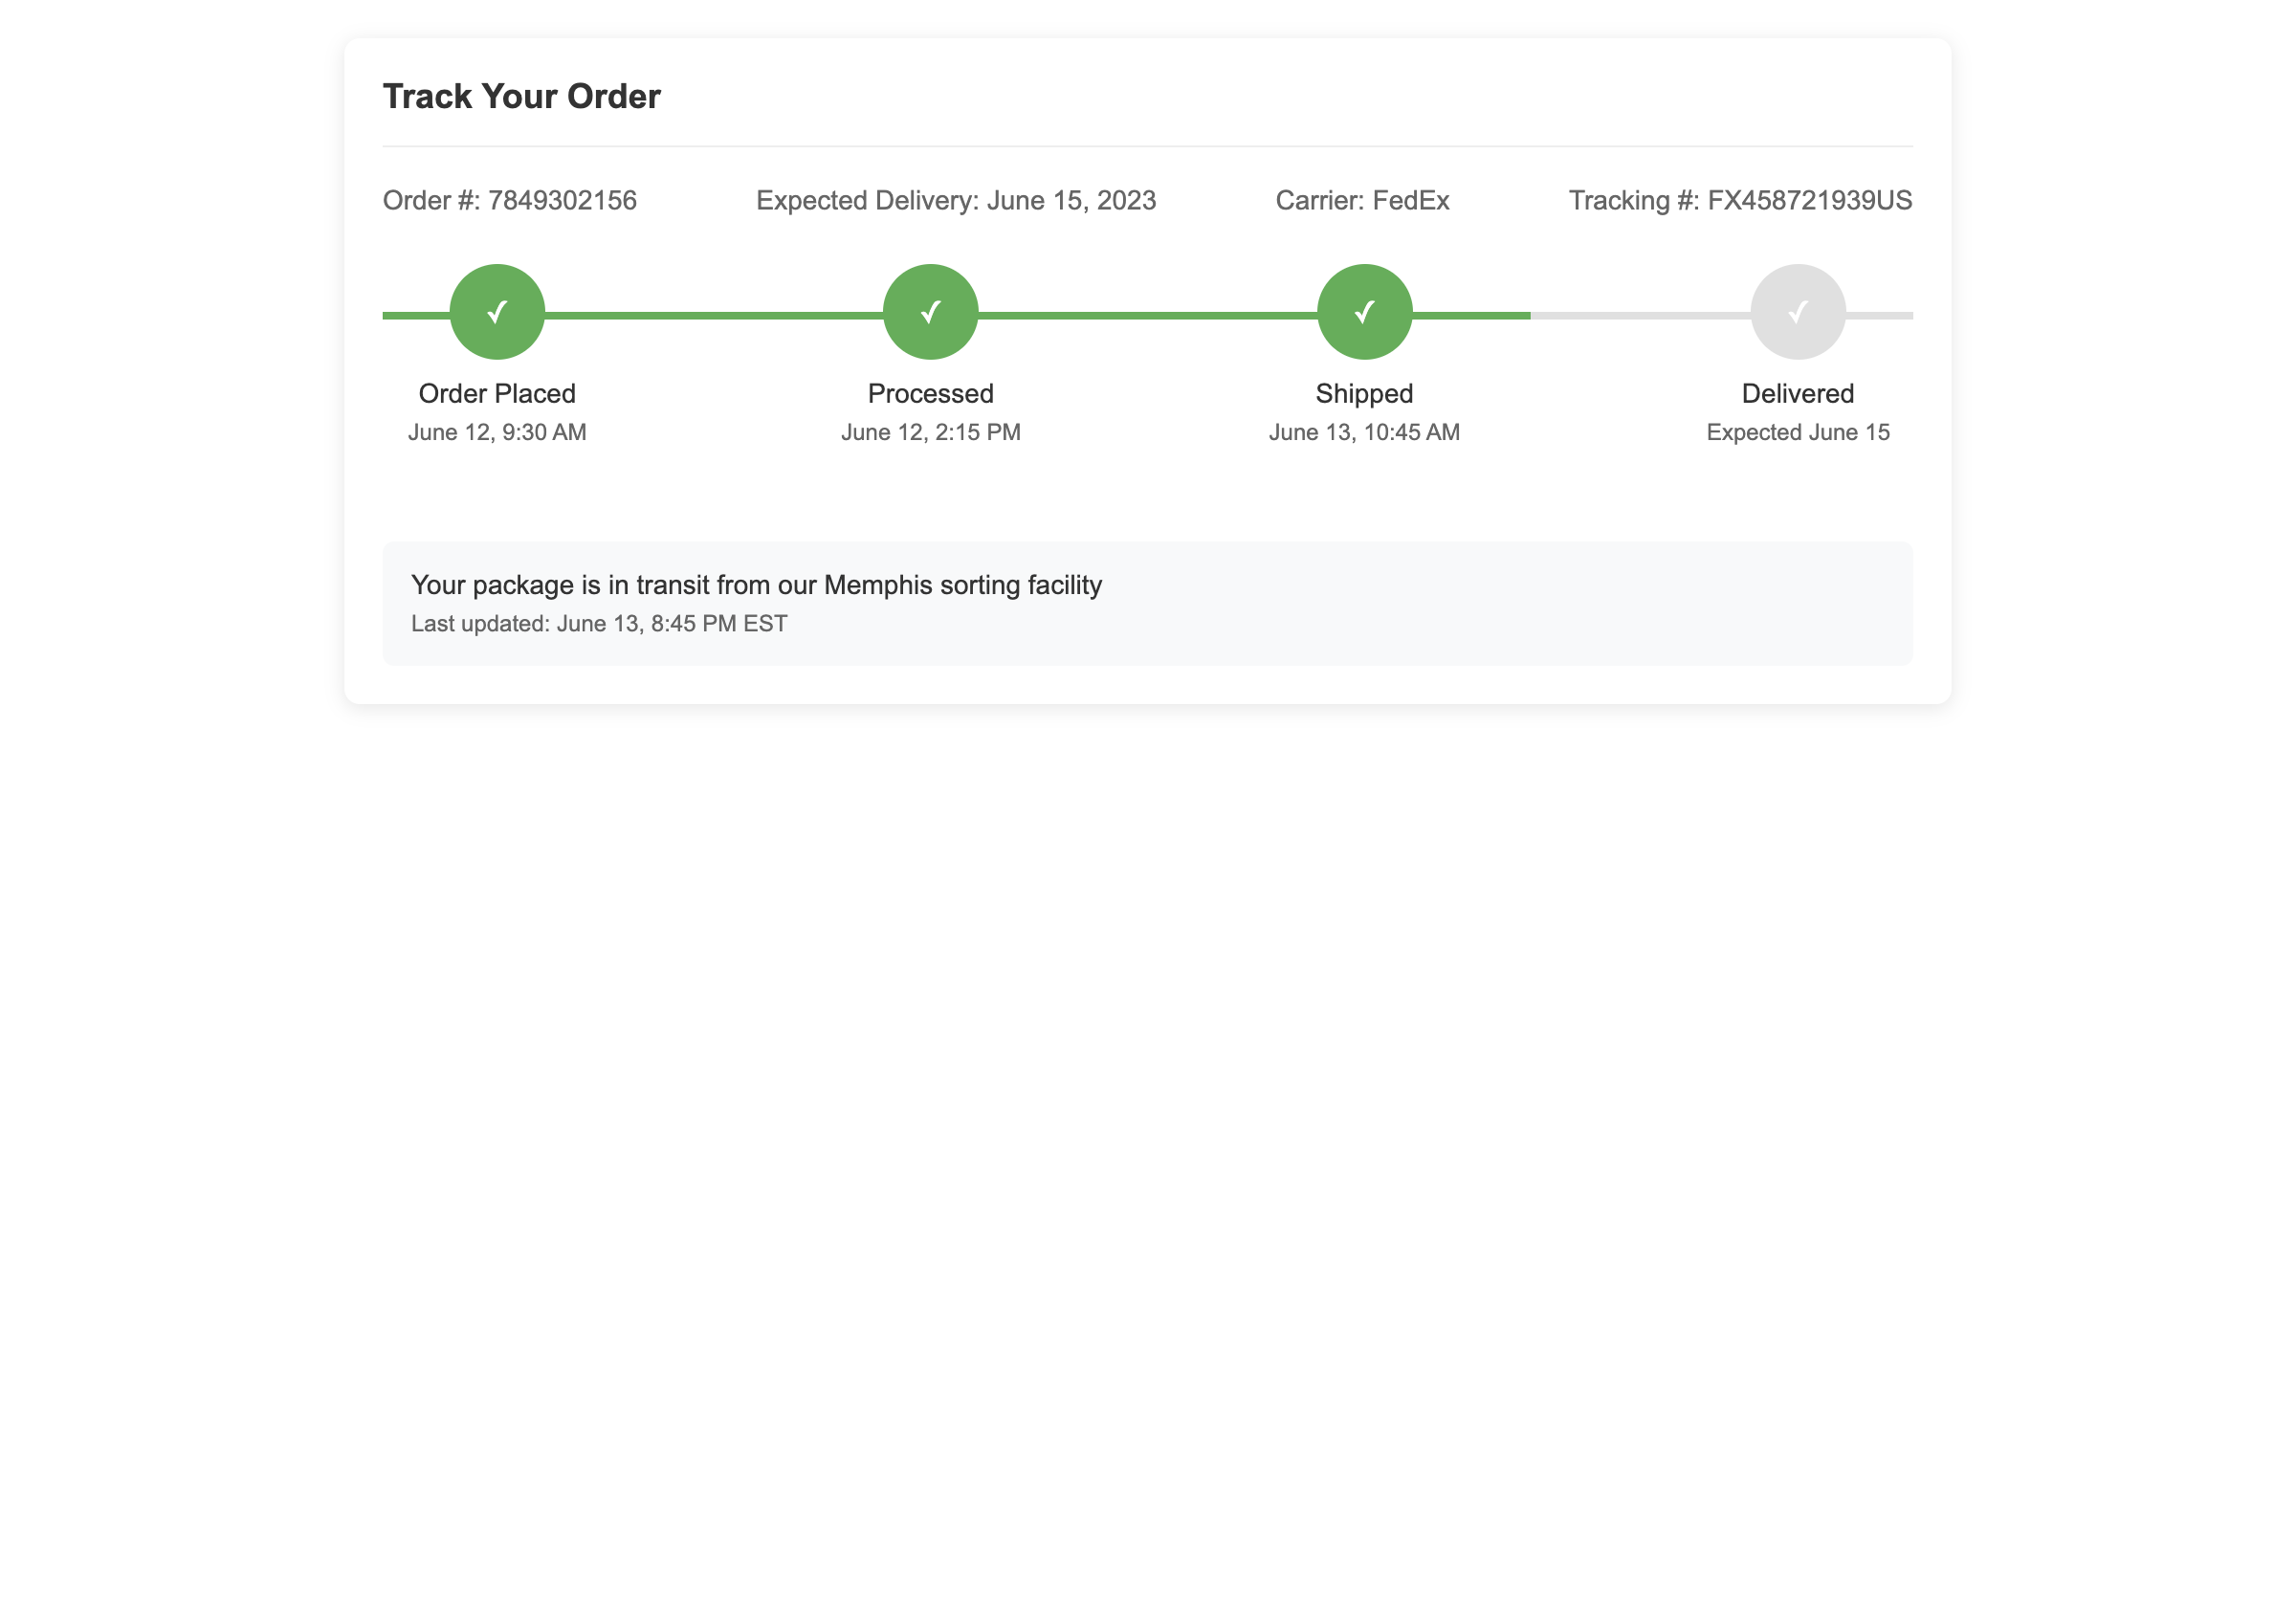 Track Your Order
Order #: 7849302156 Expected Delivery: June 15, 2023 Carrier: FedEx Tracking #: FX458721939US
✓ ✓ ✓ ✓
Order Placed Processed Shipped Delivered
June 12, 9:30 AM June 12, 2:15 PM June 13, 10:45 AM Expected June 15
Your package is in transit from our Memphis sorting facility
Last updated: June 13, 8:45 PM EST